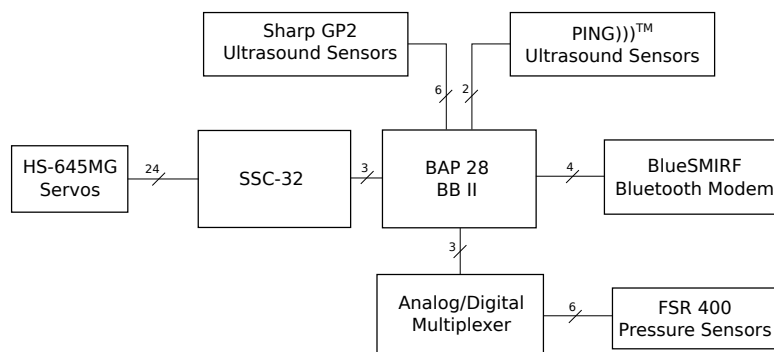 Sharp GP2
Ultrasound Sensors
PING)))™
Ultrasound Sensors
6
2
HS-645MG
Servos
24
SSC-32
3
BAP 28
BB II
4
BlueSMIRF
Bluetooth Modem
3
Analog/Digital
Multiplexer
6
FSR 400
Pressure Sensors